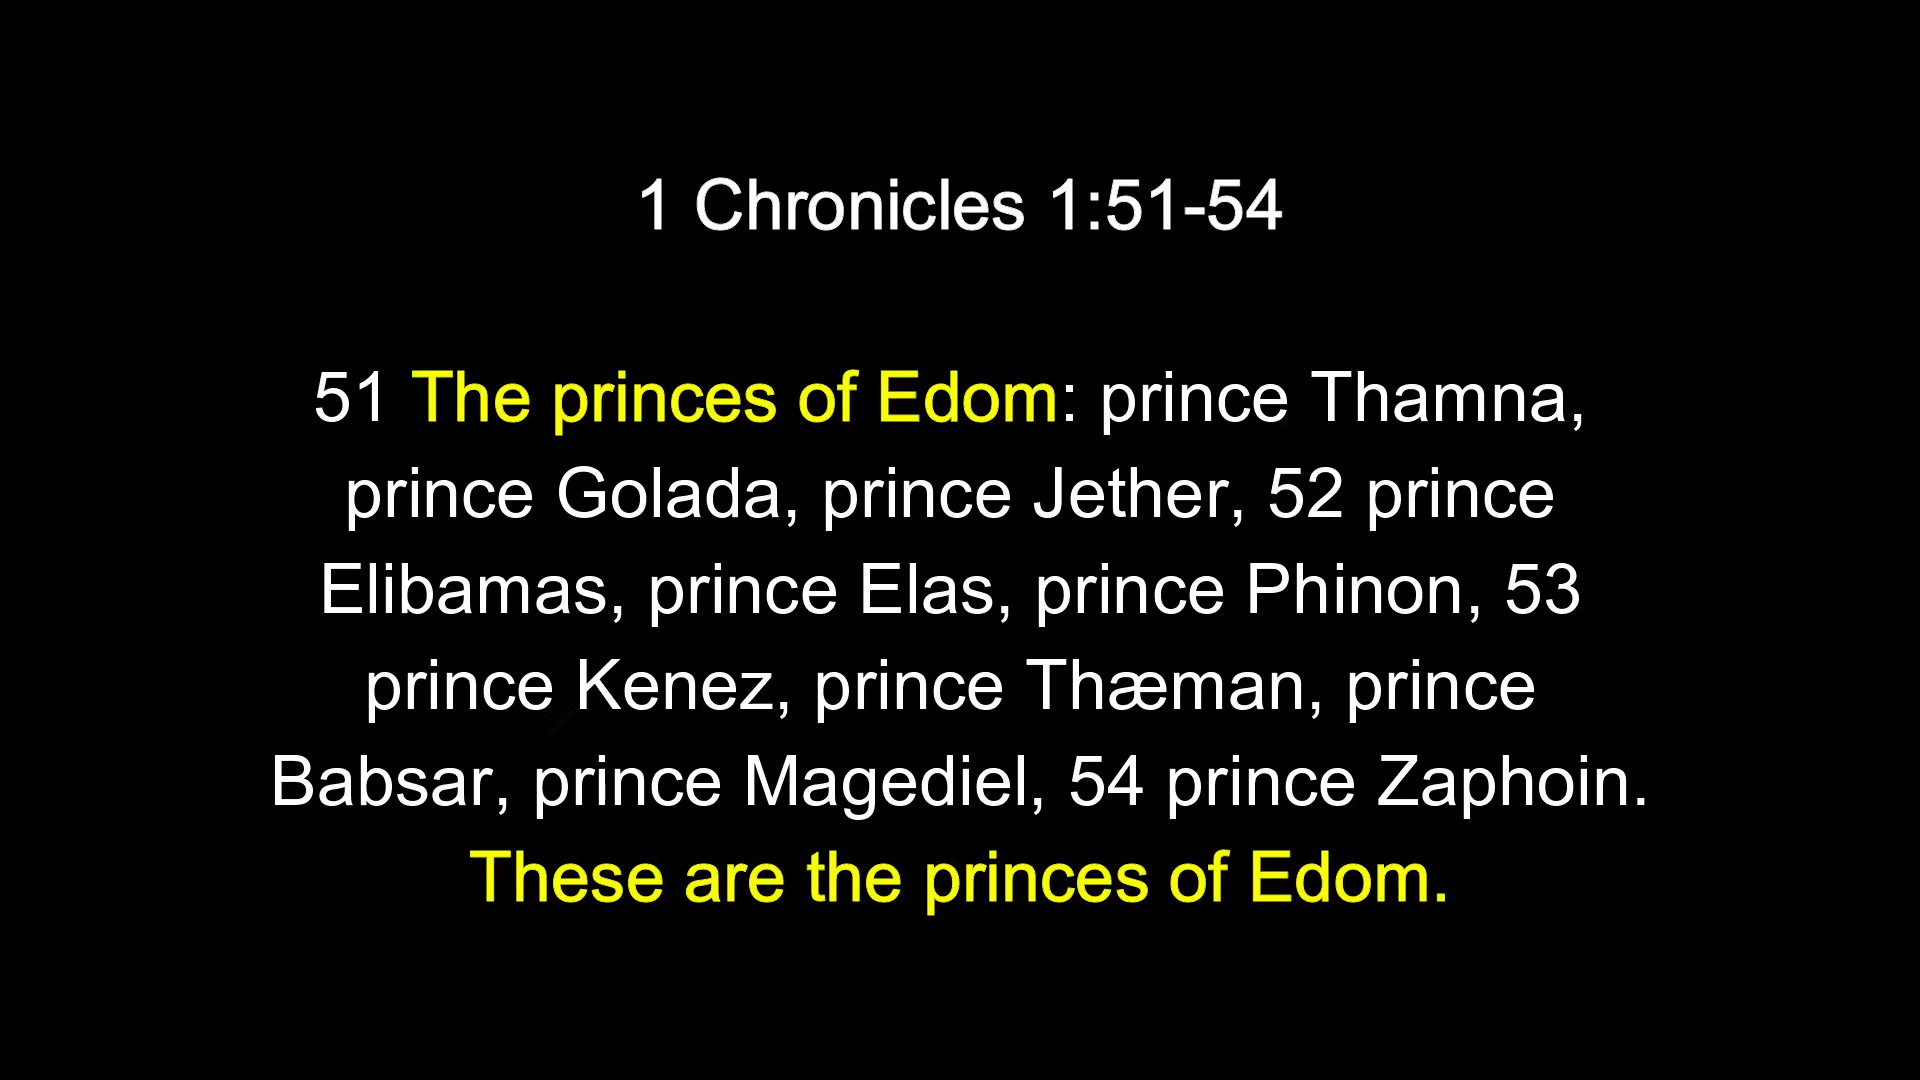 1 Chronicles 1:51-54
51 The princes of Edom: prince Thamna,
prince Golada, prince Jether, 52 prince
Elibamas, prince Elas, prince Phinon, 53
prince Kenez, prince Thæman, prince
Babsar, prince Magediel, 54 prince Zaphoin.
These are the princes of Edom.